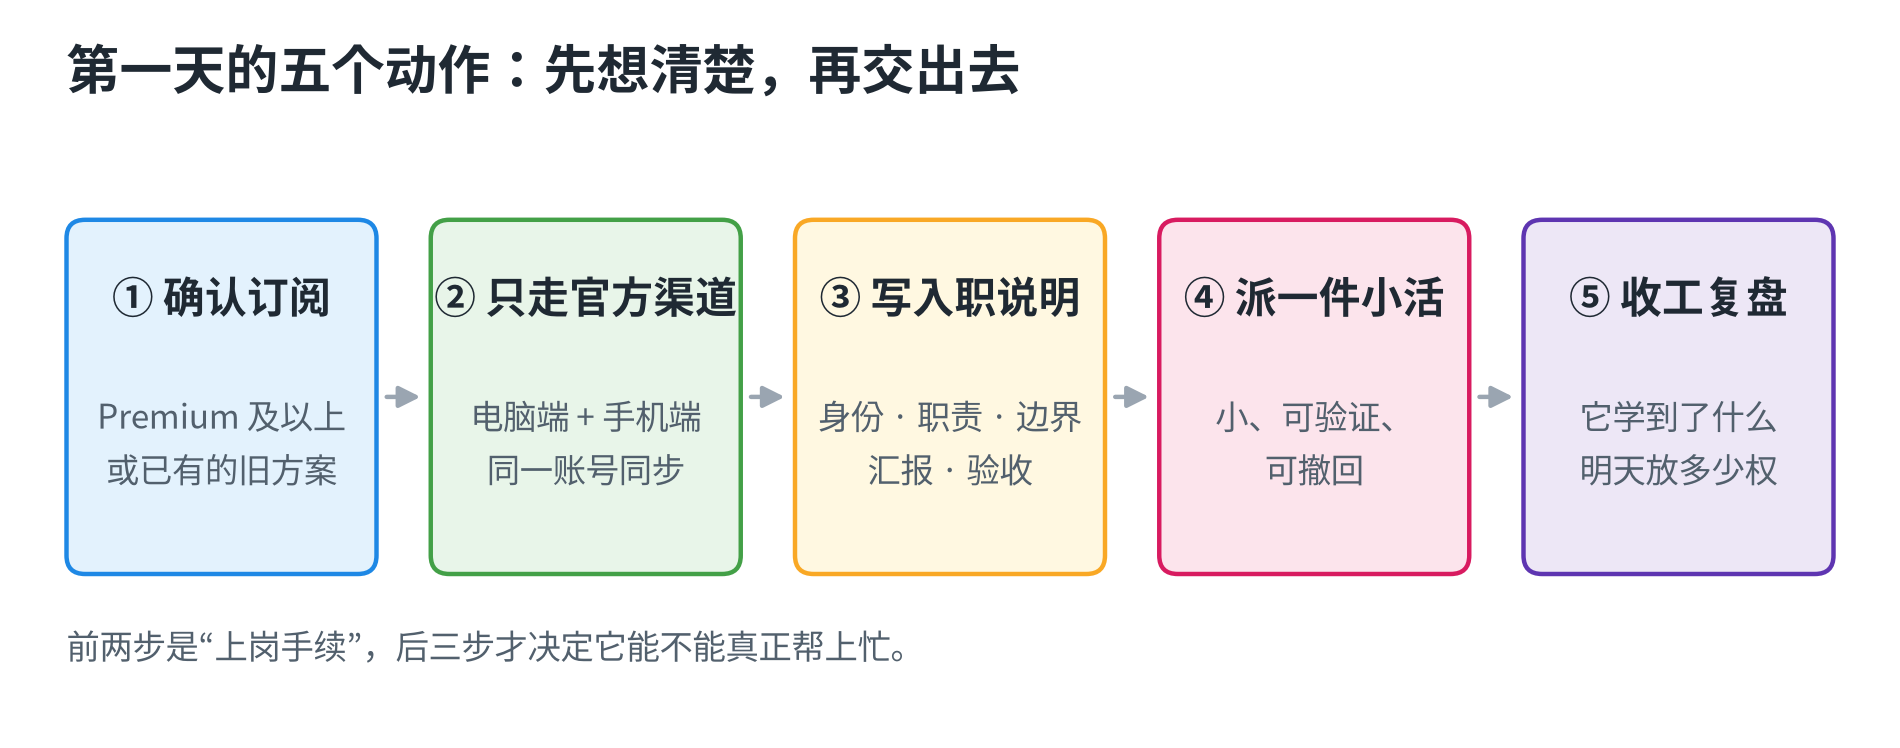 第一天的五个动作：先想清楚，再交出去
① 确认订阅
Premium 及以上
或已有的旧方案
② 只走官方渠道
电脑端 + 手机端
同一账号同步
③ 写入职说明
身份 · 职责 · 边界
汇报 · 验收
④ 派一件小活
小、可验证、
可撤回
⑤ 收工复盘
它学到了什么
明天放多少权
前两步是“上岗手续”，后三步才决定它能不能真正帮上忙。